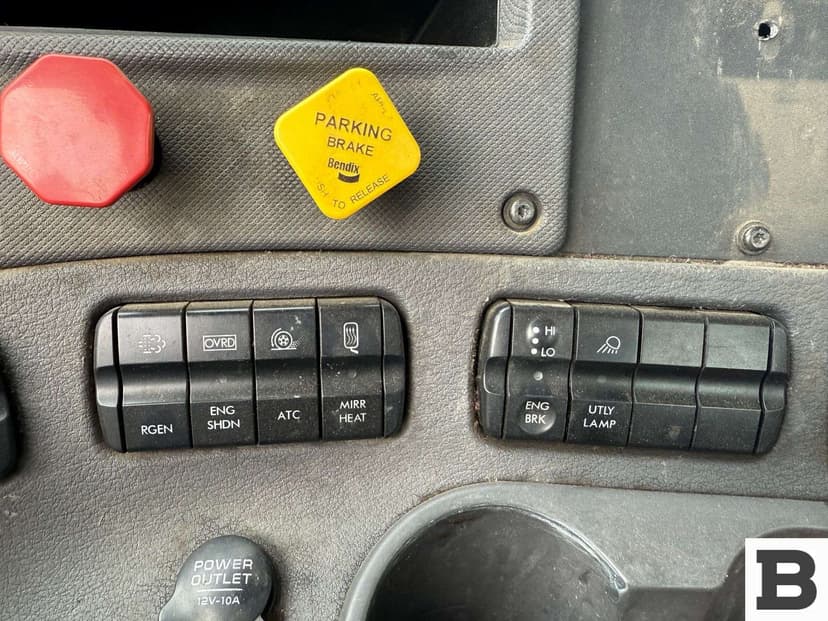 PARKING
BRAKE
Bendix
TO RELEASE
OVRD
HI
LO
RGEN
ENG
SHDN
ATC
MIRR
HEAT
ENG
BRK
UTLY
LAMP
POWER
OUTLET
12V-10A
B